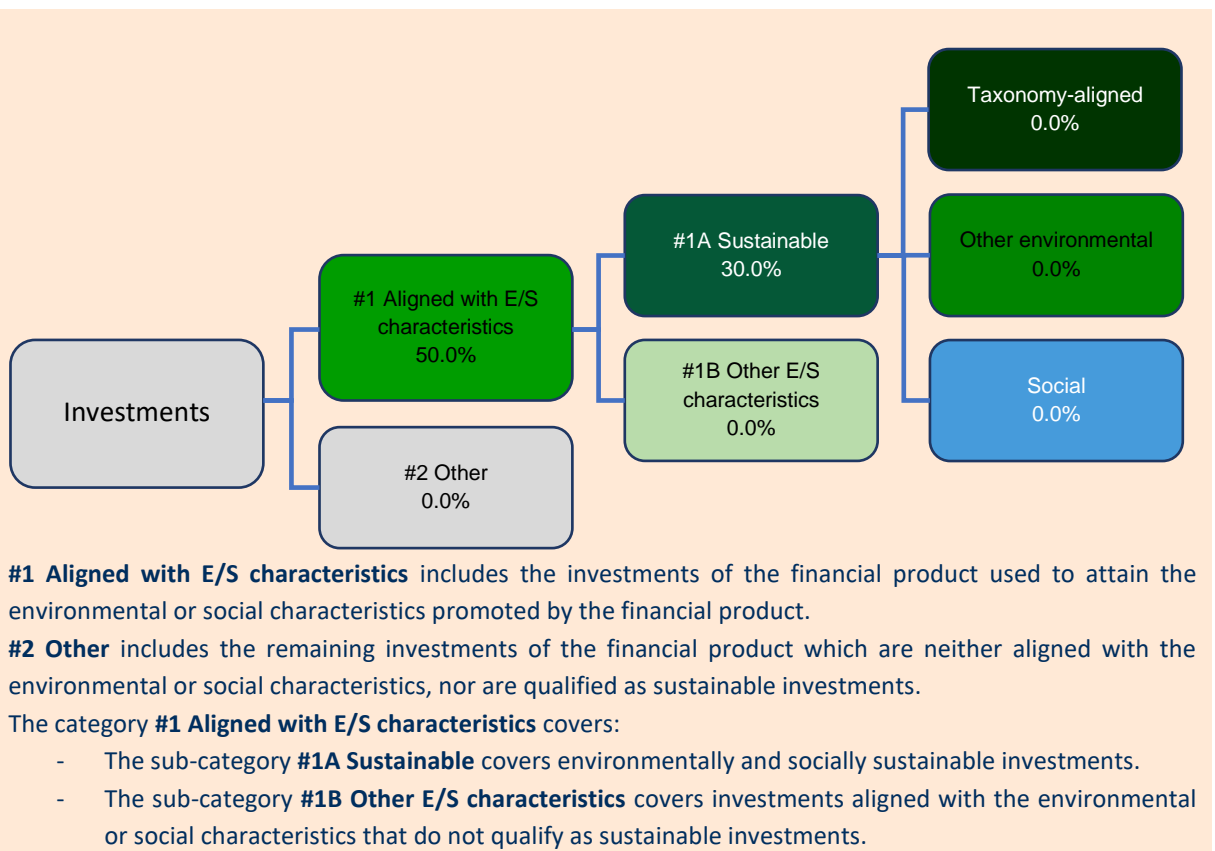 Taxonomy-aligned
0.0%
#1A Sustainable
30.0%
Other environmental
0.0%
#1 Aligned with E/S
characteristics
50.0%
#1B Other E/S
characteristics
0.0%
Social
0.0%
Investments
#2 Other
0.0%
#1 Aligned with E/S characteristics includes the investments of the financial product used to attain the
environmental or social characteristics promoted by the financial product.
#2 Other includes the remaining investments of the financial product which are neither aligned with the
environmental or social characteristics, nor are qualified as sustainable investments.
The category #1 Aligned with E/S characteristics covers:
- The sub-category #1A Sustainable covers environmentally and socially sustainable investments.
- The sub-category #1B Other E/S characteristics covers investments aligned with the environmental
or social characteristics that do not qualify as sustainable investments.